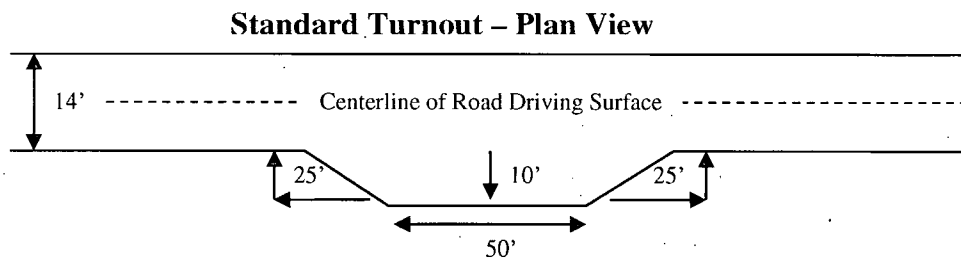 Standard Turnout – Plan View
14'
Centerline of Road Driving Surface
25'
10'
25'
50'